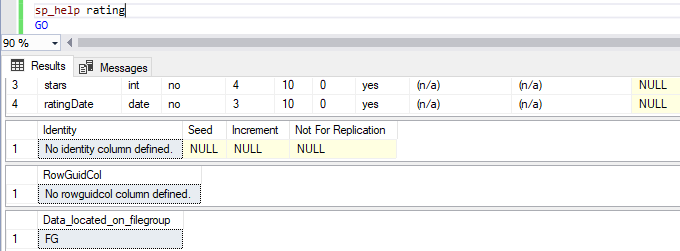 sp_help rating
GO
90 %
Results Messages
3 stars int no 4 10 0 yes (n/a) (n/a) NULL
4 ratingDate date no 3 10 0 yes (n/a) (n/a) NULL
Identity Seed Increment Not For Replication
1 No identity column defined. NULL NULL NULL
RowGuidCol
1 No rowguidcol column defined.
Data_located_on_filegroup
1 FG